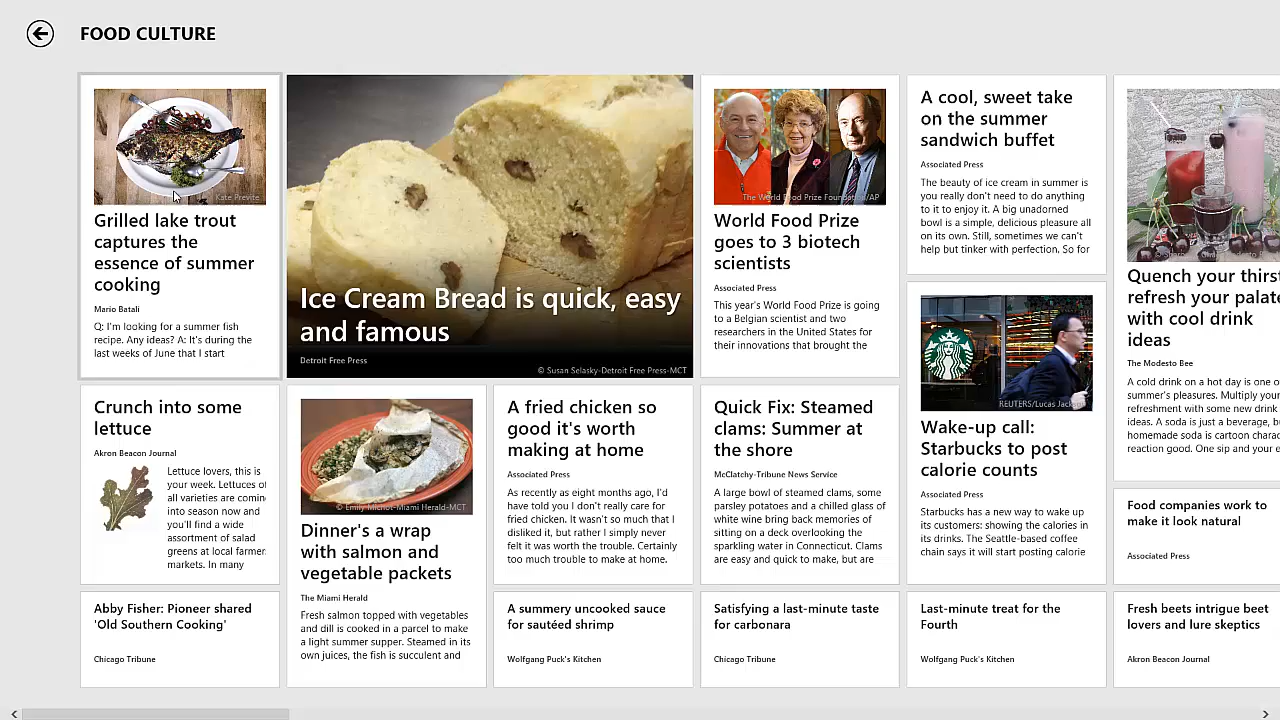 FOOD CULTURE
Kate Previte
Grilled lake trout
captures the
essence of summer
cooking
Mario Batali
Q: I'm looking for a summer fish
recipe. Any ideas? A: It's during the
last weeks of June that I start
Ice Cream Bread is quick, easy
and famous
Detroit Free Press
© Susan Selasky-Detroit Free Press-MCT
The World Food Prize Foundation/AP
World Food Prize
goes to 3 biotech
scientists
Associated Press
This year's World Food Prize is going
to a Belgian scientist and two
researchers in the United States for
their innovations that brought the
A cool, sweet take
on the summer
sandwich buffet
Associated Press
The beauty of ice cream in summer is
you really don't need to do anything
to it to enjoy it. A big unadorned
bowl is a simple, delicious pleasure all
on its own. Still, sometimes we can't
help but tinker with perfection. So for
Quench your thirst
refresh your palate
with cool drink
ideas
The Modesto Bee
A cold drink on a hot day is one o
summer's pleasures. Multiply your
refreshment with some new drink
ideas. A soda is just a beverage, bu
homemade soda is cartoon charac
reaction good. One sip and your e
Crunch into some
lettuce
Akron Beacon Journal
Lettuce lovers, this is
your week. Lettuces of
all varieties are coming
into season now and
you'll find a wide
assortment of salad
greens at local farmer
markets. In many
© Emily Michot-Miami Herald-MCT
Dinner's a wrap
with salmon and
vegetable packets
The Miami Herald
Fresh salmon topped with vegetables
and dill is cooked in a parcel to make
a light summer supper. Steamed in its
own juices, the fish is succulent and
A fried chicken so
good it's worth
making at home
Associated Press
As recently as eight months ago, I'd
have told you I don't really care for
fried chicken. It wasn't so much that I
disliked it, but rather I simply never
felt it was worth the trouble. Certainly
too much trouble to make at home.
Quick Fix: Steamed
clams: Summer at
the shore
McClatchy-Tribune News Service
A large bowl of steamed clams, some
parsley potatoes and a chilled glass of
white wine bring back memories of
sitting on a deck overlooking the
sparkling water in Connecticut. Clams
are easy and quick to make, but are
REUTERS/Lucas Jackson
Wake-up call:
Starbucks to post
calorie counts
Associated Press
Starbucks has a new way to wake up
its customers: showing the calories in
its drinks. The Seattle-based coffee
chain says it will start posting calorie
Food companies work to
make it look natural
Associated Press
Abby Fisher: Pioneer shared
'Old Southern Cooking'
Chicago Tribune
A summery uncooked sauce
for sautéed shrimp
Wolfgang Puck's Kitchen
Satisfying a last-minute taste
for carbonara
Chicago Tribune
Last-minute treat for the
Fourth
Wolfgang Puck's Kitchen
Fresh beets intrigue beet
lovers and lure skeptics
Akron Beacon Journal